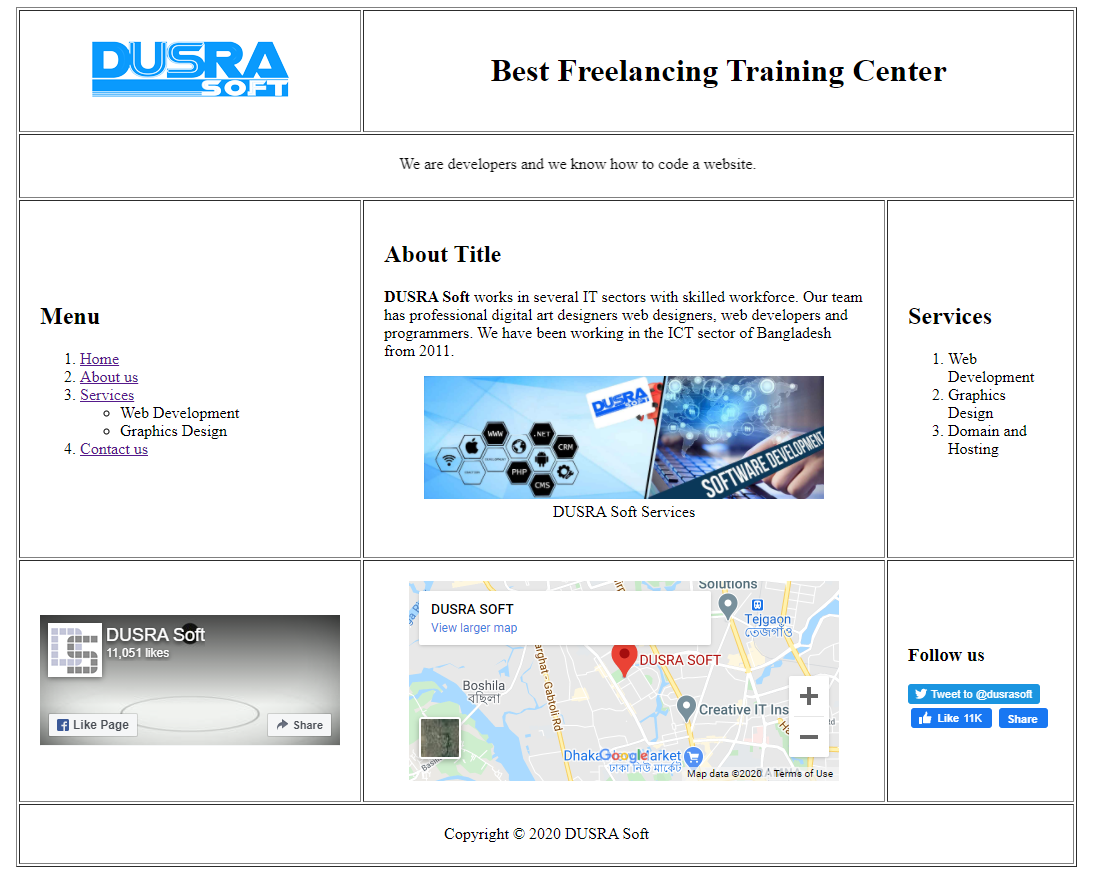 DUSRA
SOFT
Best Freelancing Training Center
We are developers and we know how to code a website.
Menu
1. Home
2. About us
3. Services
Web Development
Graphics Design
4. Contact us
About Title
DUSRA Soft works in several IT sectors with skilled workforce. Our team
has professional digital art designers web designers, web developers and
programmers. We have been working in the ICT sector of Bangladesh
from 2011.
DUSRA
SOFT
WWW
.NET
CRM
PHP
CMS
SOFTWARE DEVELOPMENT
DUSRA Soft Services
Services
1. Web
Development
2. Graphics
Design
3. Domain and
Hosting
DUSRA Soft
11,051 likes
Like Page
Share
Solutions
DUSRA SOFT
View larger map
Tejgaon
তেজগাঁও
DUSRA SOFT
Boshila
বছিলা
Gabtoli Rd
Creative IT Ins
Dhaka
Google
Market
ঢাকা নিউ মার্কেট
Map data ©2020
Terms of Use
Follow us
Tweet to @dusrasoft
Like 11K
Share
Copyright © 2020 DUSRA Soft